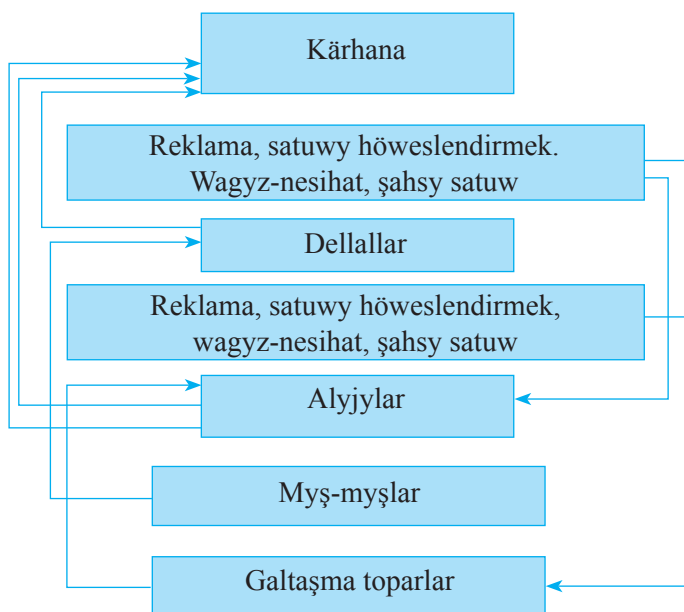 Kärhana
Reklama, satuwy höweslendirmek.
Wagyz-nesihat, şahsy satuw
Dellallar
Reklama, satuwy höweslendirmek,
wagyz-nesihat, şahsy satuw
Alyjylar
Myş-myşlar
Galtaşma toparlar